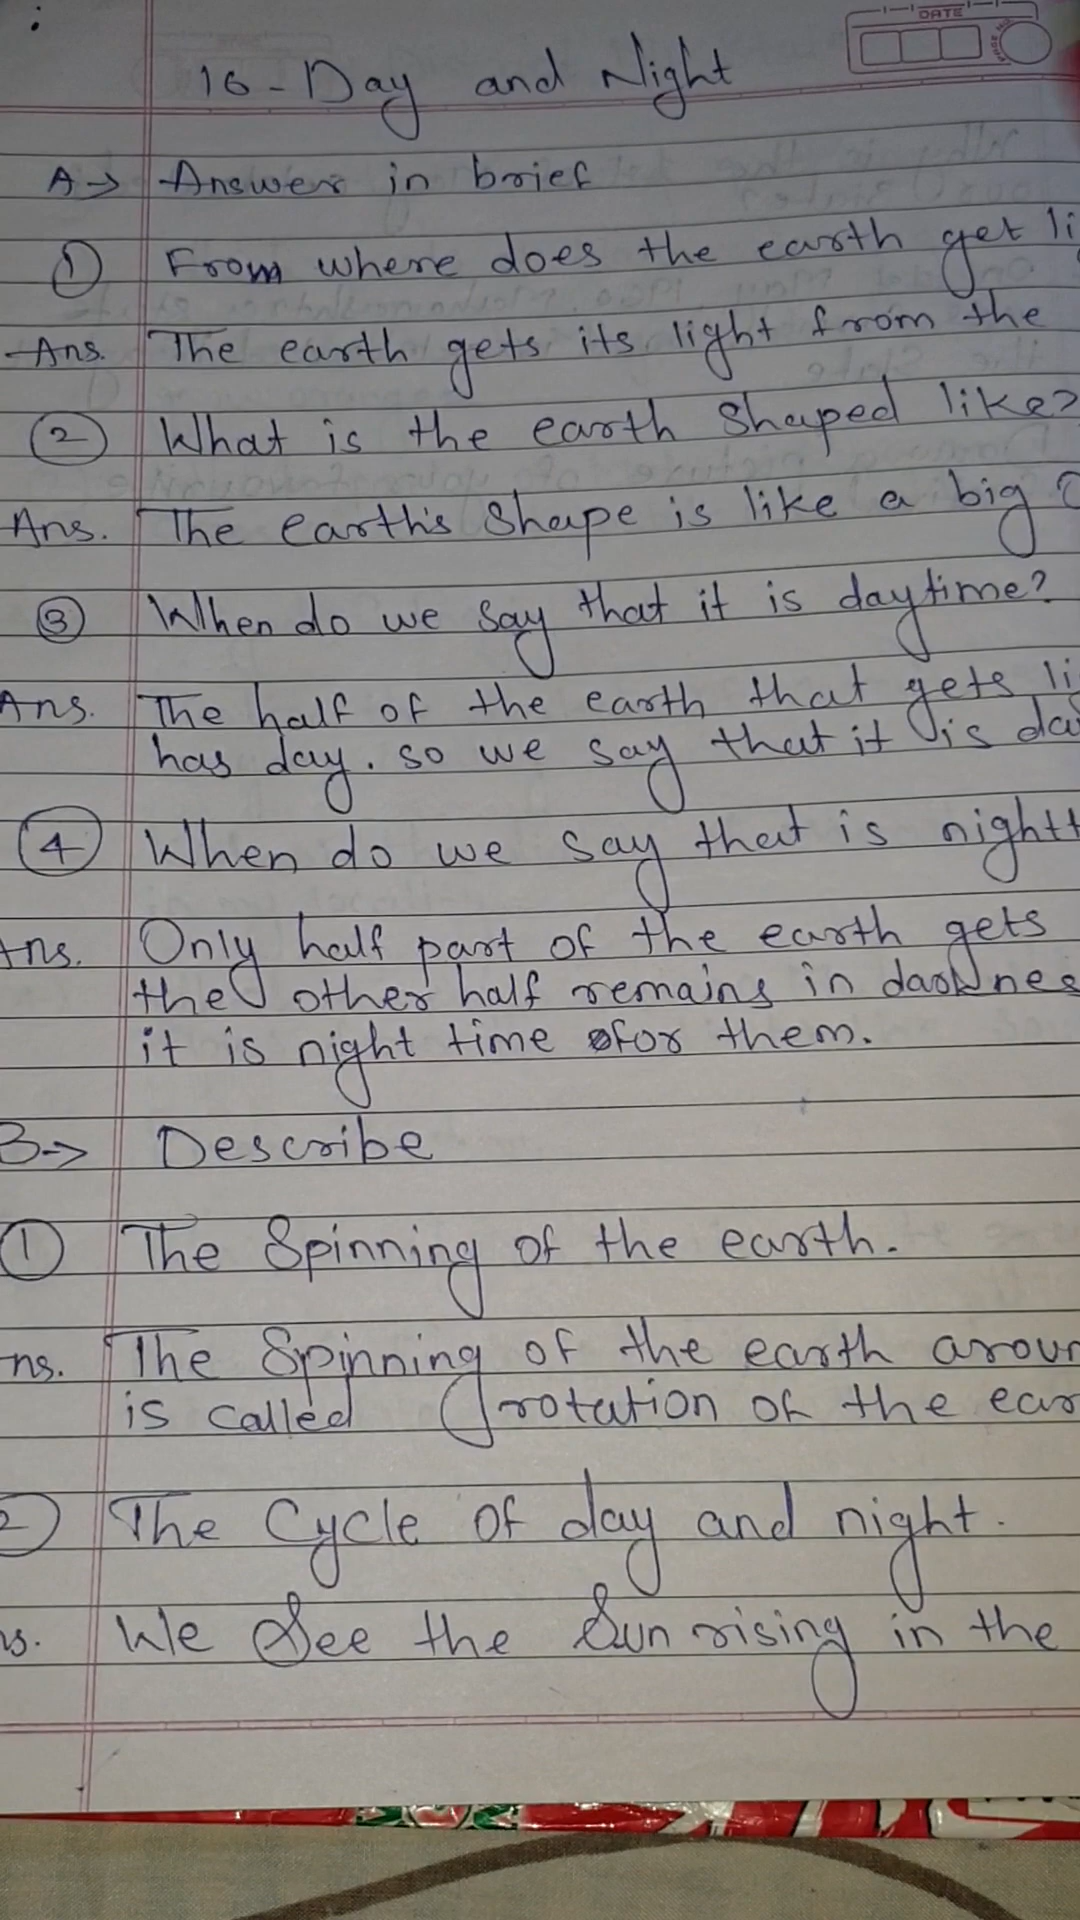 DATE
PAGE NO.
16 - Day and Night
A → Answer in brief
① From where does the earth get li
Ans. The earth gets its light from the
② What is the earth shaped like?
Ans. The earth's shape is like a big
③ When do we say that it is daytime?
Ans. The half of the earth that gets li
has day. so we say that it is da
④ When do we say that is nightt
Ans. Only half part of the earth gets
the other half remains in darknes
it is night time for them.
B → Describe
① The Spinning of the earth.
ns. The Spinning of the earth aroun
is called rotation of the ear
2 The Cycle of day and night.
s. We See the Sun rising in the